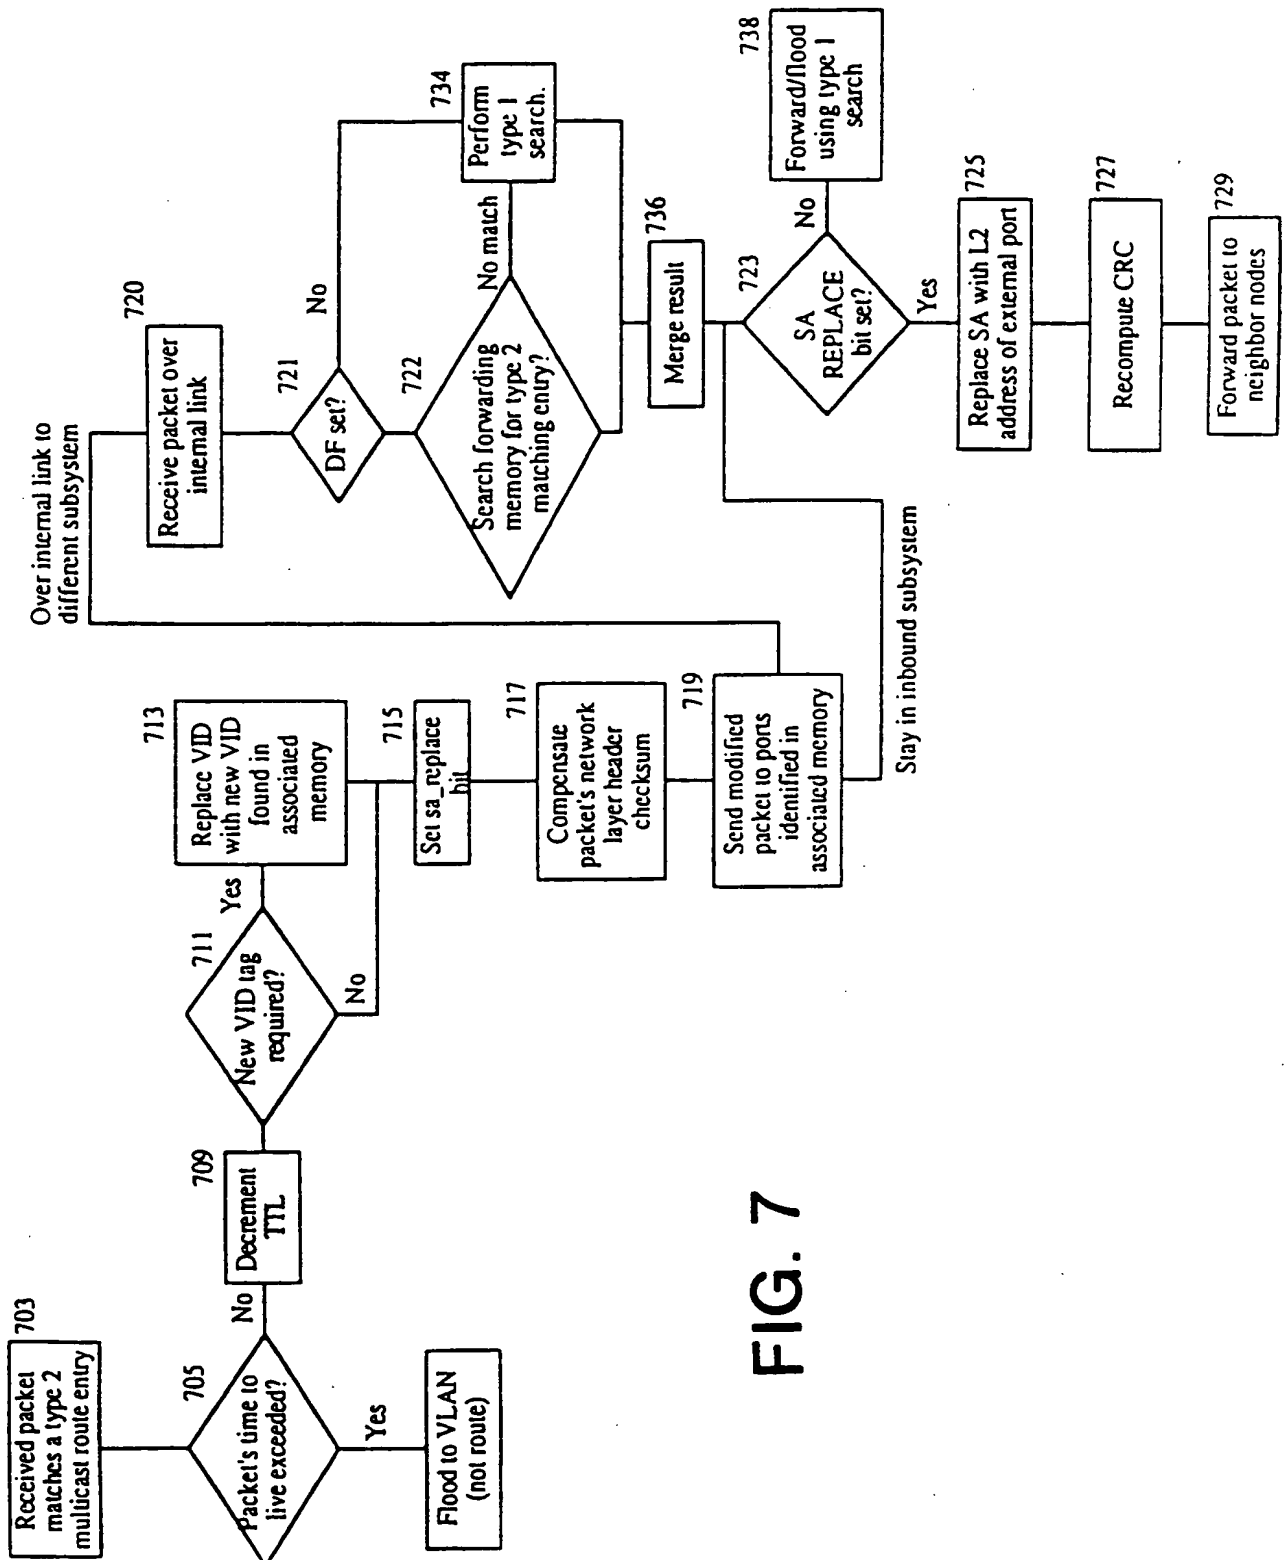 703
Received packet
matches a type 2
multicast route entry
705
Packet's time to
live exceeded?
Yes
Flood to VLAN
(not route)
No
709
Decrement
TTL
711
New VID tag
required?
Yes
No
713
Replace VID
with new VID
found in
associated
memory
715
Set sa_replace
bit
717
Compensate
packet's network
layer header
checksum
719
Send modified
packet to ports
identified in
associated memory
Over internal link to
different subsystem
Stay in inbound subsystem
720
Receive packet over
internal link
721
DF set?
No
722
Search forwarding
memory for type 2
matching entry?
No match
734
Perform
type 1
search.
736
Merge result
723
SA
REPLACE
bit set?
No
738
Forward/flood
using type 1
search
Yes
725
Replace SA with L2
address of external port
727
Recompute CRC
729
Forward packet to
neighbor nodes
FIG. 7